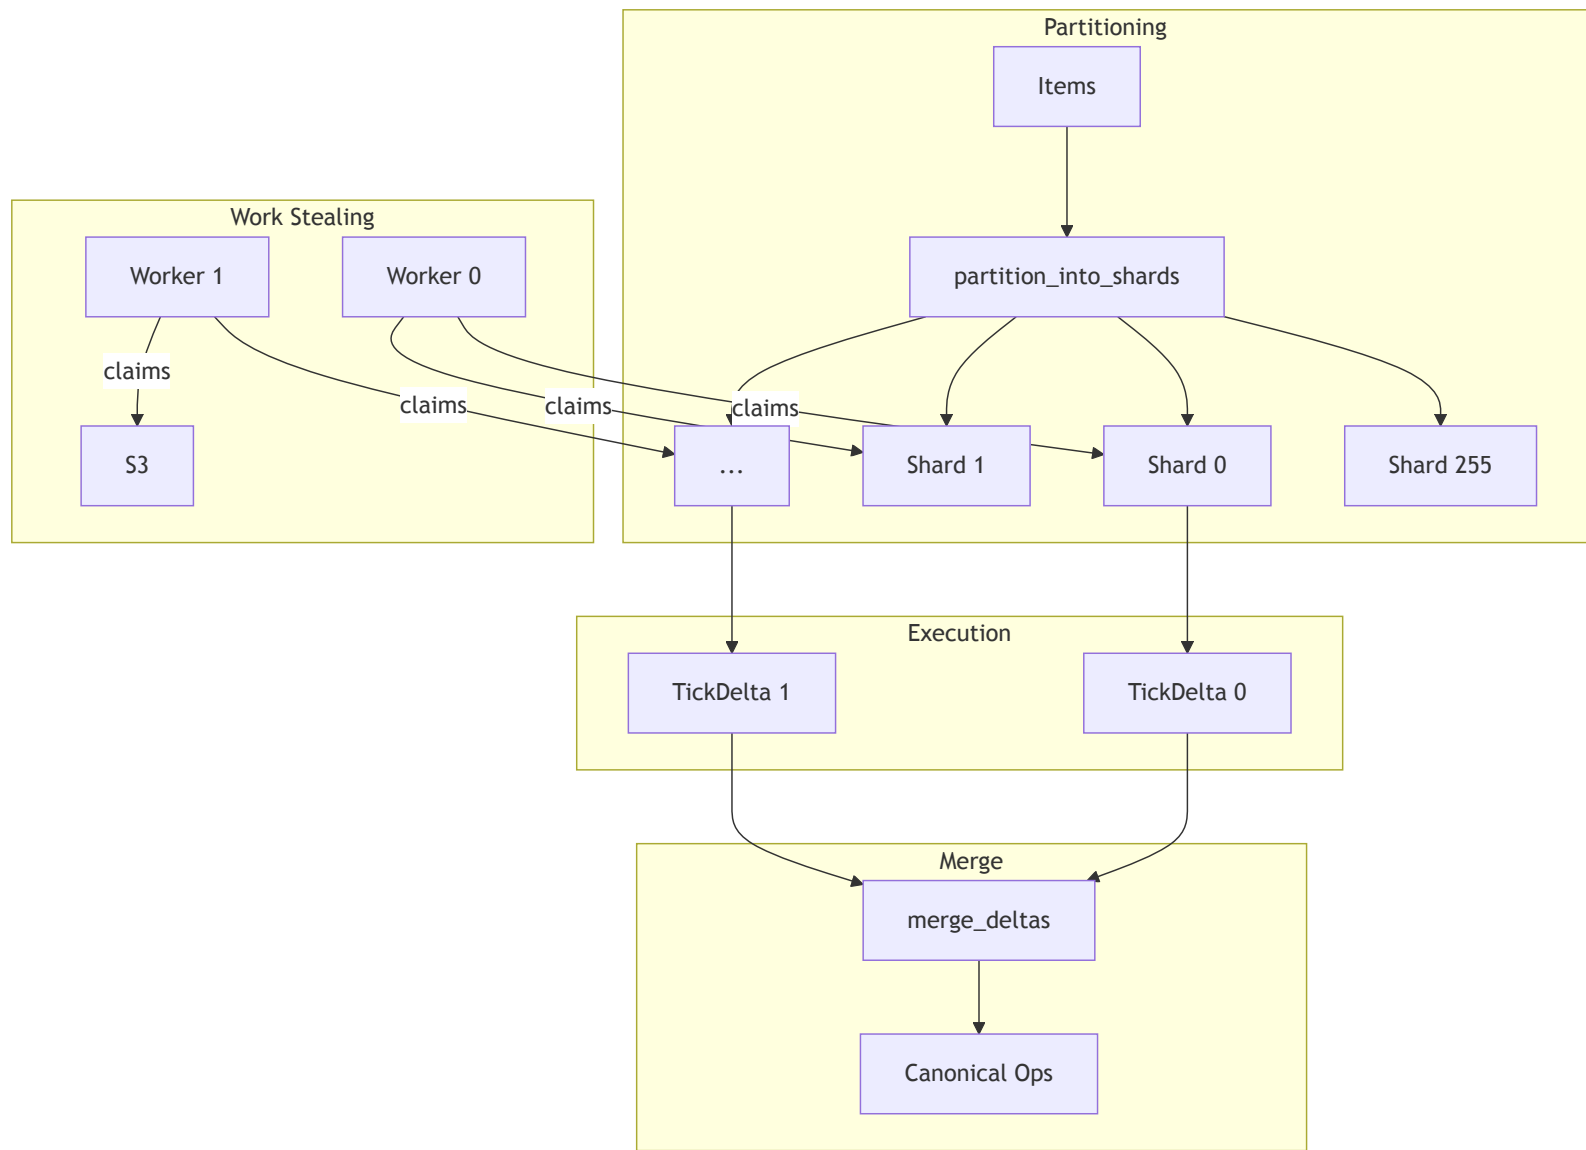 Partitioning
Items
Work Stealing
Worker 1
Worker 0
partition_into_shards
claims
claims
claims
claims
S3
...
Shard 1
Shard 0
Shard 255
Execution
TickDelta 1
TickDelta 0
Merge
merge_deltas
Canonical Ops